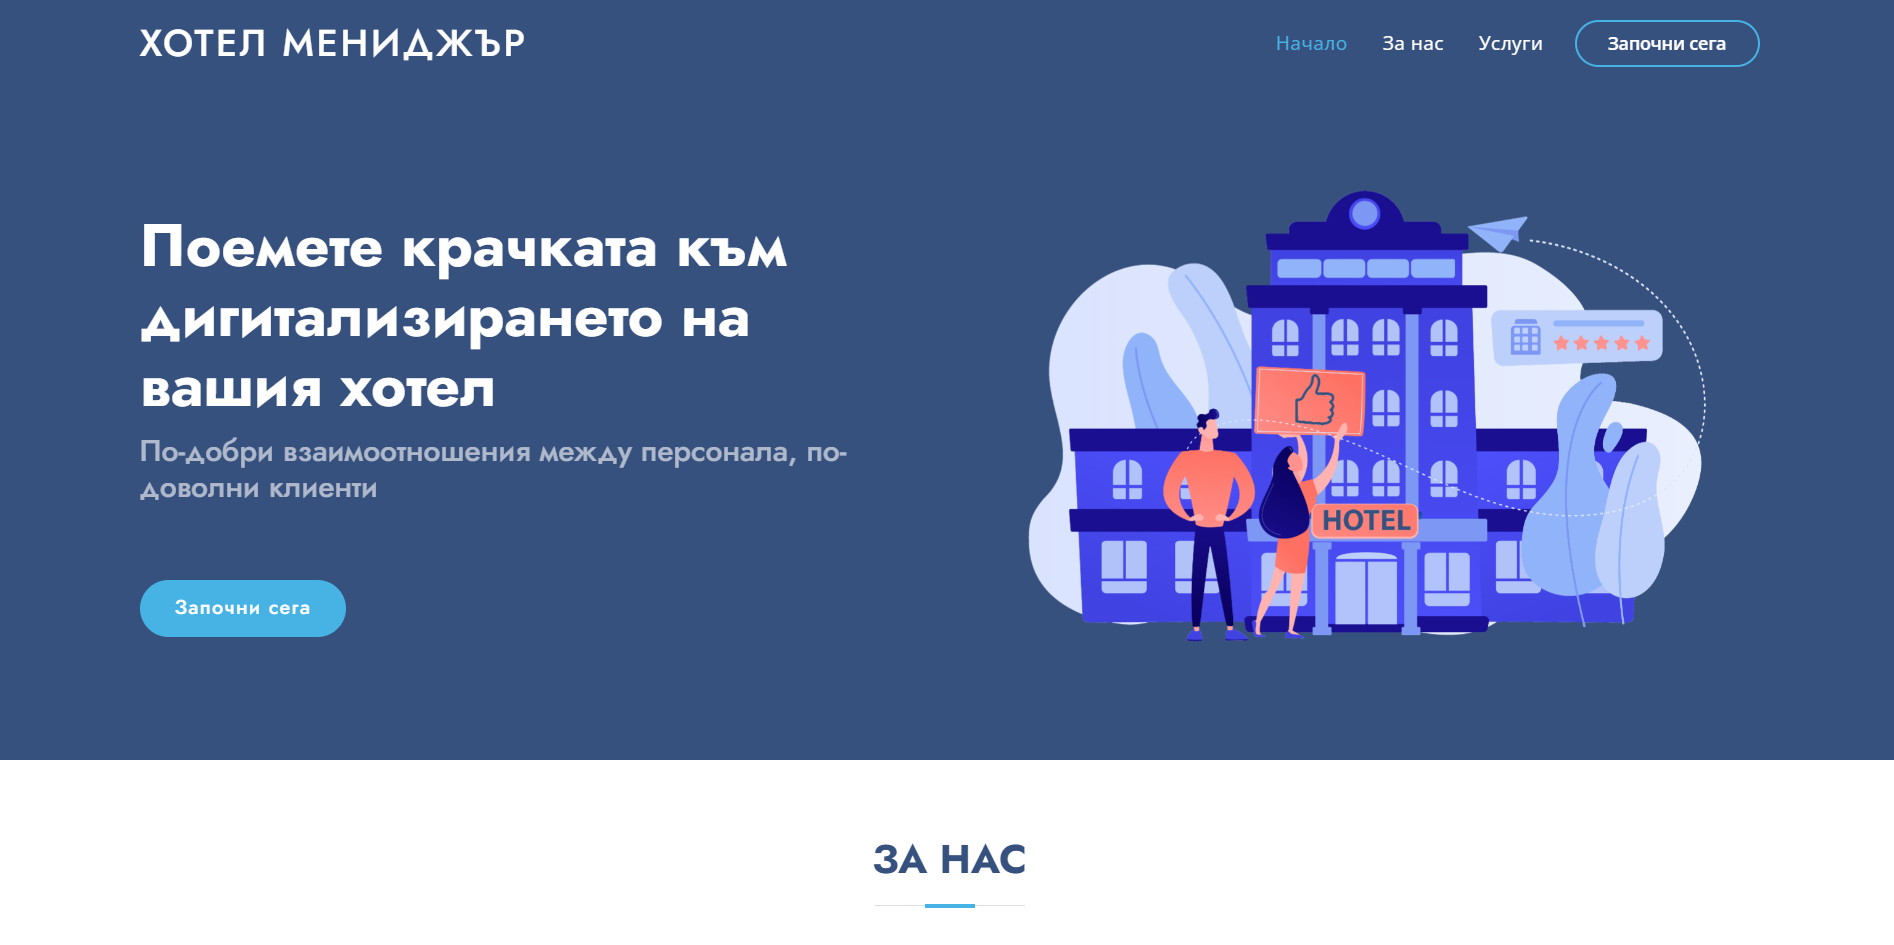 ХОТЕЛ МЕНИДЖЪР
Начало
За нас
Услуги
Започни сега
Поемете крачката към
дигитализирането на
вашия хотел
По-добри взаимоотношения между персонала, по-
доволни клиенти
Започни сега
HOTEL
ЗА НАС